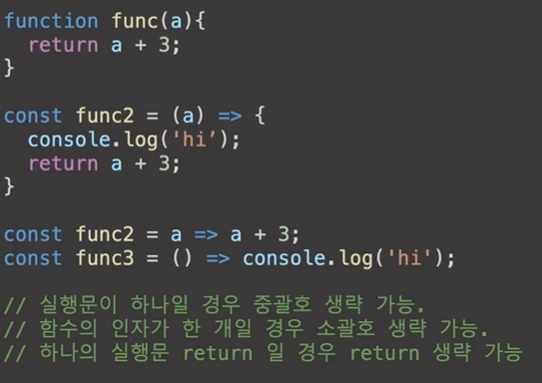 function func(a){
return a + 3;
}
const func2 = (a) => {
console.log('hi’);
return a + 3;
}
const func2 = a => a + 3;
const func3 = () => console.log('hi');
// 실행문이 하나일 경우 중괄호 생략 가능.
// 함수의 인자가 한 개일 경우 소괄호 생략 가능.
// 하나의 실행문 return 일 경우 return 생략 가능